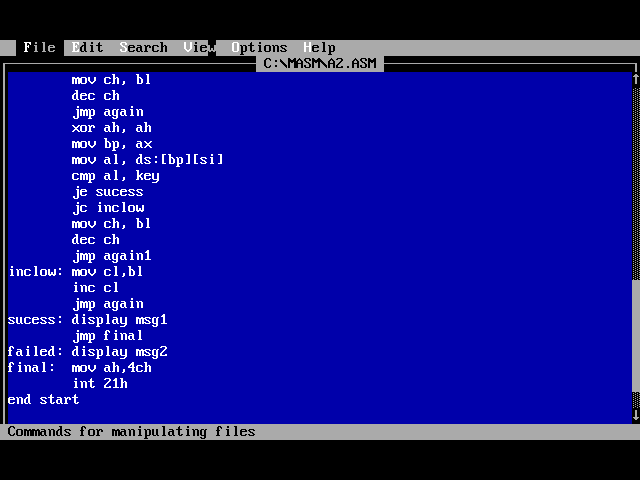 File Edit Search View Options Help
C:\MASM\A2.ASM
mov ch, bl
dec ch
jmp again
xor ah, ah
mov bp, ax
mov al, ds:[bp][si]
cmp al, key
je sucess
jc inclow
mov ch, bl
dec ch
jmp again1
inclow: mov cl,bl
inc cl
jmp again
sucess: display msg1
jmp final
failed: display msg2
final: mov ah,4ch
int 21h
end start
Commands for manipulating files